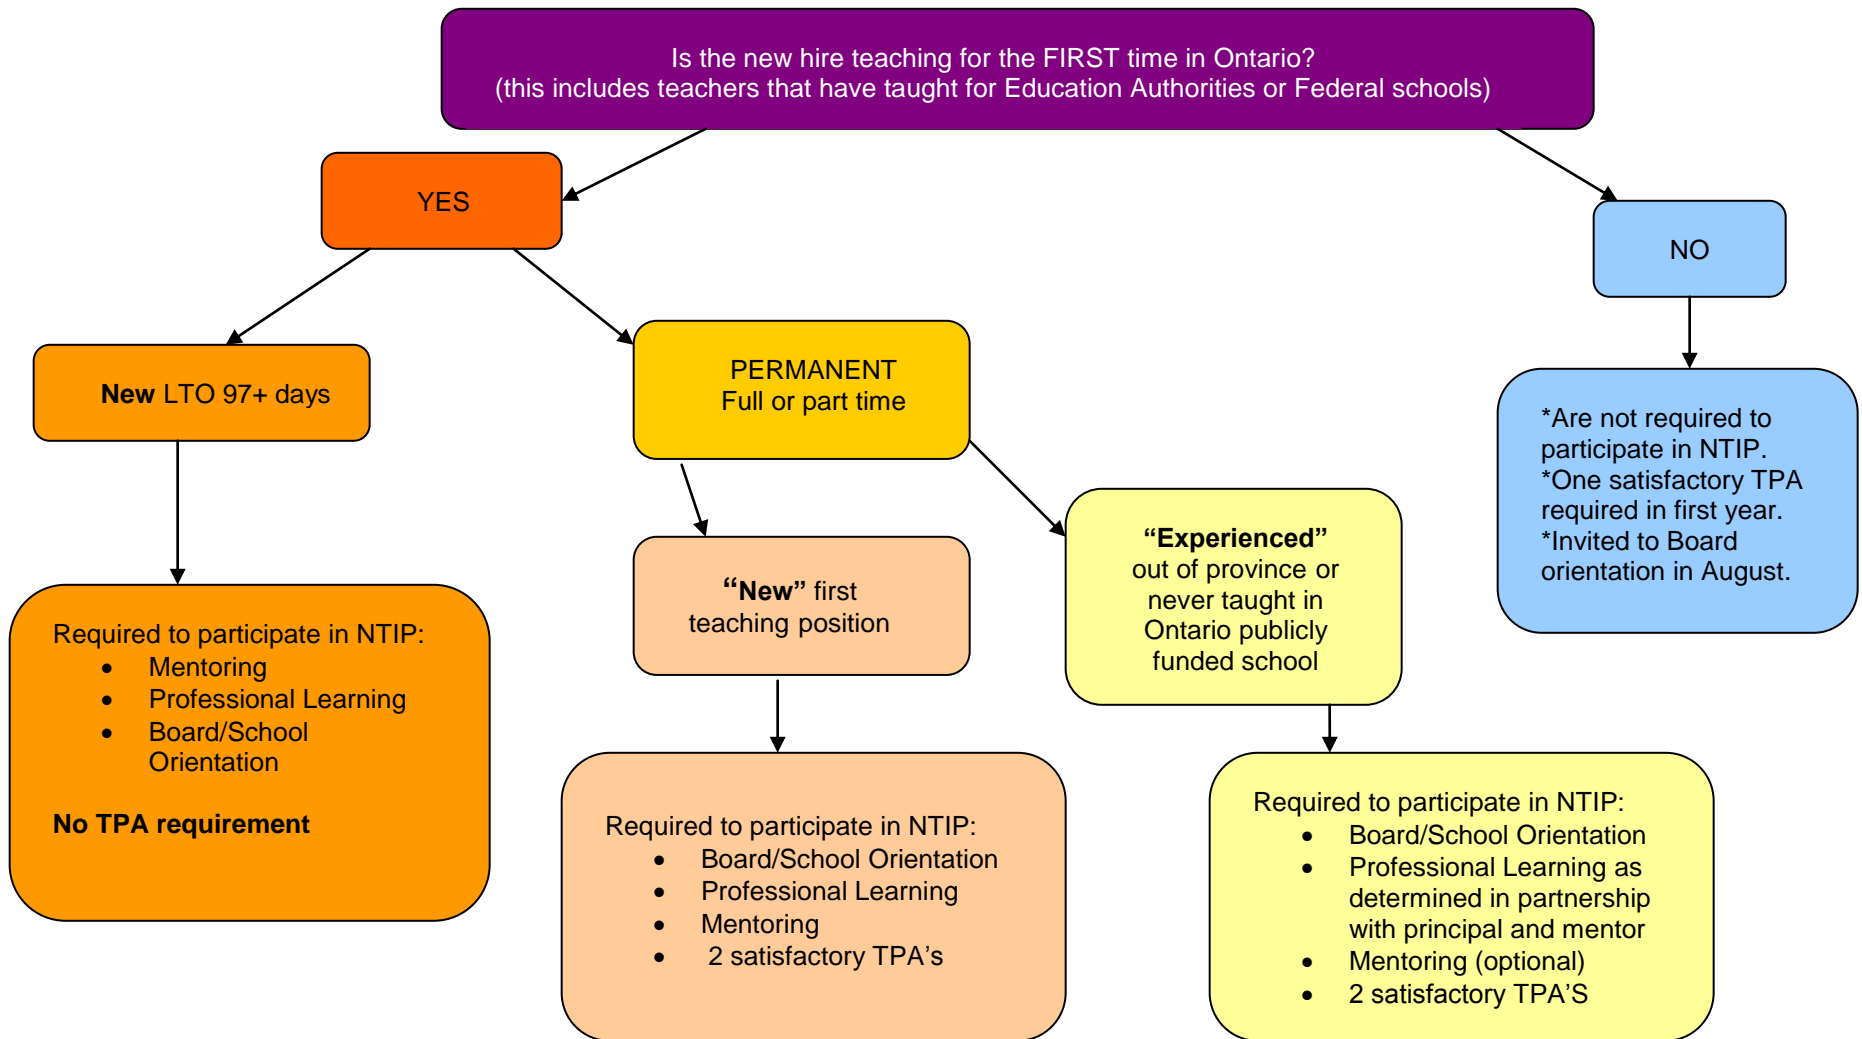 Is the new hire teaching for the FIRST time in Ontario?
(this includes teachers that have taught for Education Authorities or Federal schools)
YES
NO
New LTO 97+ days
PERMANENT
Full or part time
*Are not required to
participate in NTIP.
*One satisfactory TPA
required in first year.
*Invited to Board
orientation in August.
“New” first
teaching position
“Experienced”
out of province or
never taught in
Ontario publicly
funded school
Required to participate in NTIP:
• Mentoring
• Professional Learning
• Board/School
Orientation
No TPA requirement
Required to participate in NTIP:
• Board/School Orientation
• Professional Learning
• Mentoring
• 2 satisfactory TPA’s
Required to participate in NTIP:
• Board/School Orientation
• Professional Learning as
determined in partnership
with principal and mentor
• Mentoring (optional)
• 2 satisfactory TPA’S